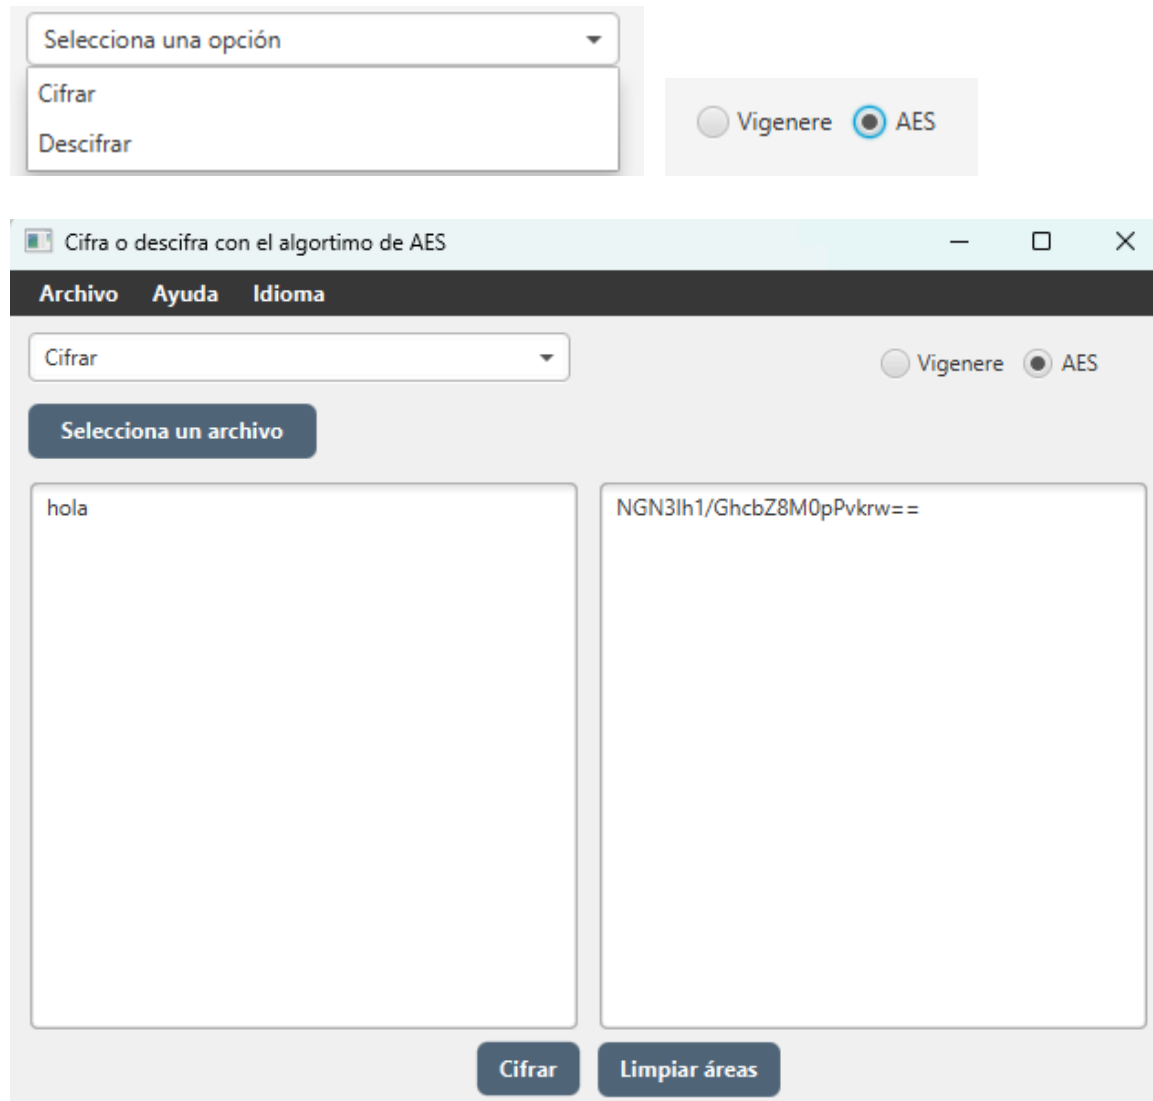 Selecciona una opción
Cifrar
Descifrar
Vigenere AES
Cifra o descifra con el algortimo de AES
Archivo Ayuda Idioma
Cifrar
Vigenere AES
Selecciona un archivo
hola
NGN3lh1/GhcbZ8M0pPvkrw==
Cifrar
Limpiar áreas